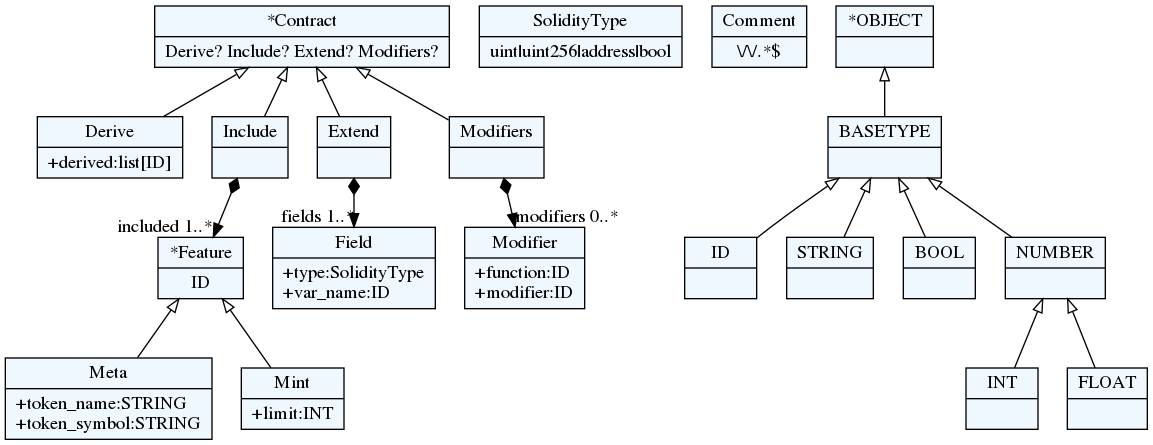 *Contract
Derive? Include? Extend? Modifiers?
SolidityType
uint|uint256|address|bool
Comment
\/\/.*$
*OBJECT
Derive
+derived:list[ID]
Include
Extend
Modifiers
BASETYPE
included 1..*
fields 1..*
modifiers 0..*
*Feature
ID
Field
+type:SolidityType
+var_name:ID
Modifier
+function:ID
+modifier:ID
ID
STRING
BOOL
NUMBER
Meta
+token_name:STRING
+token_symbol:STRING
Mint
+limit:INT
INT
FLOAT